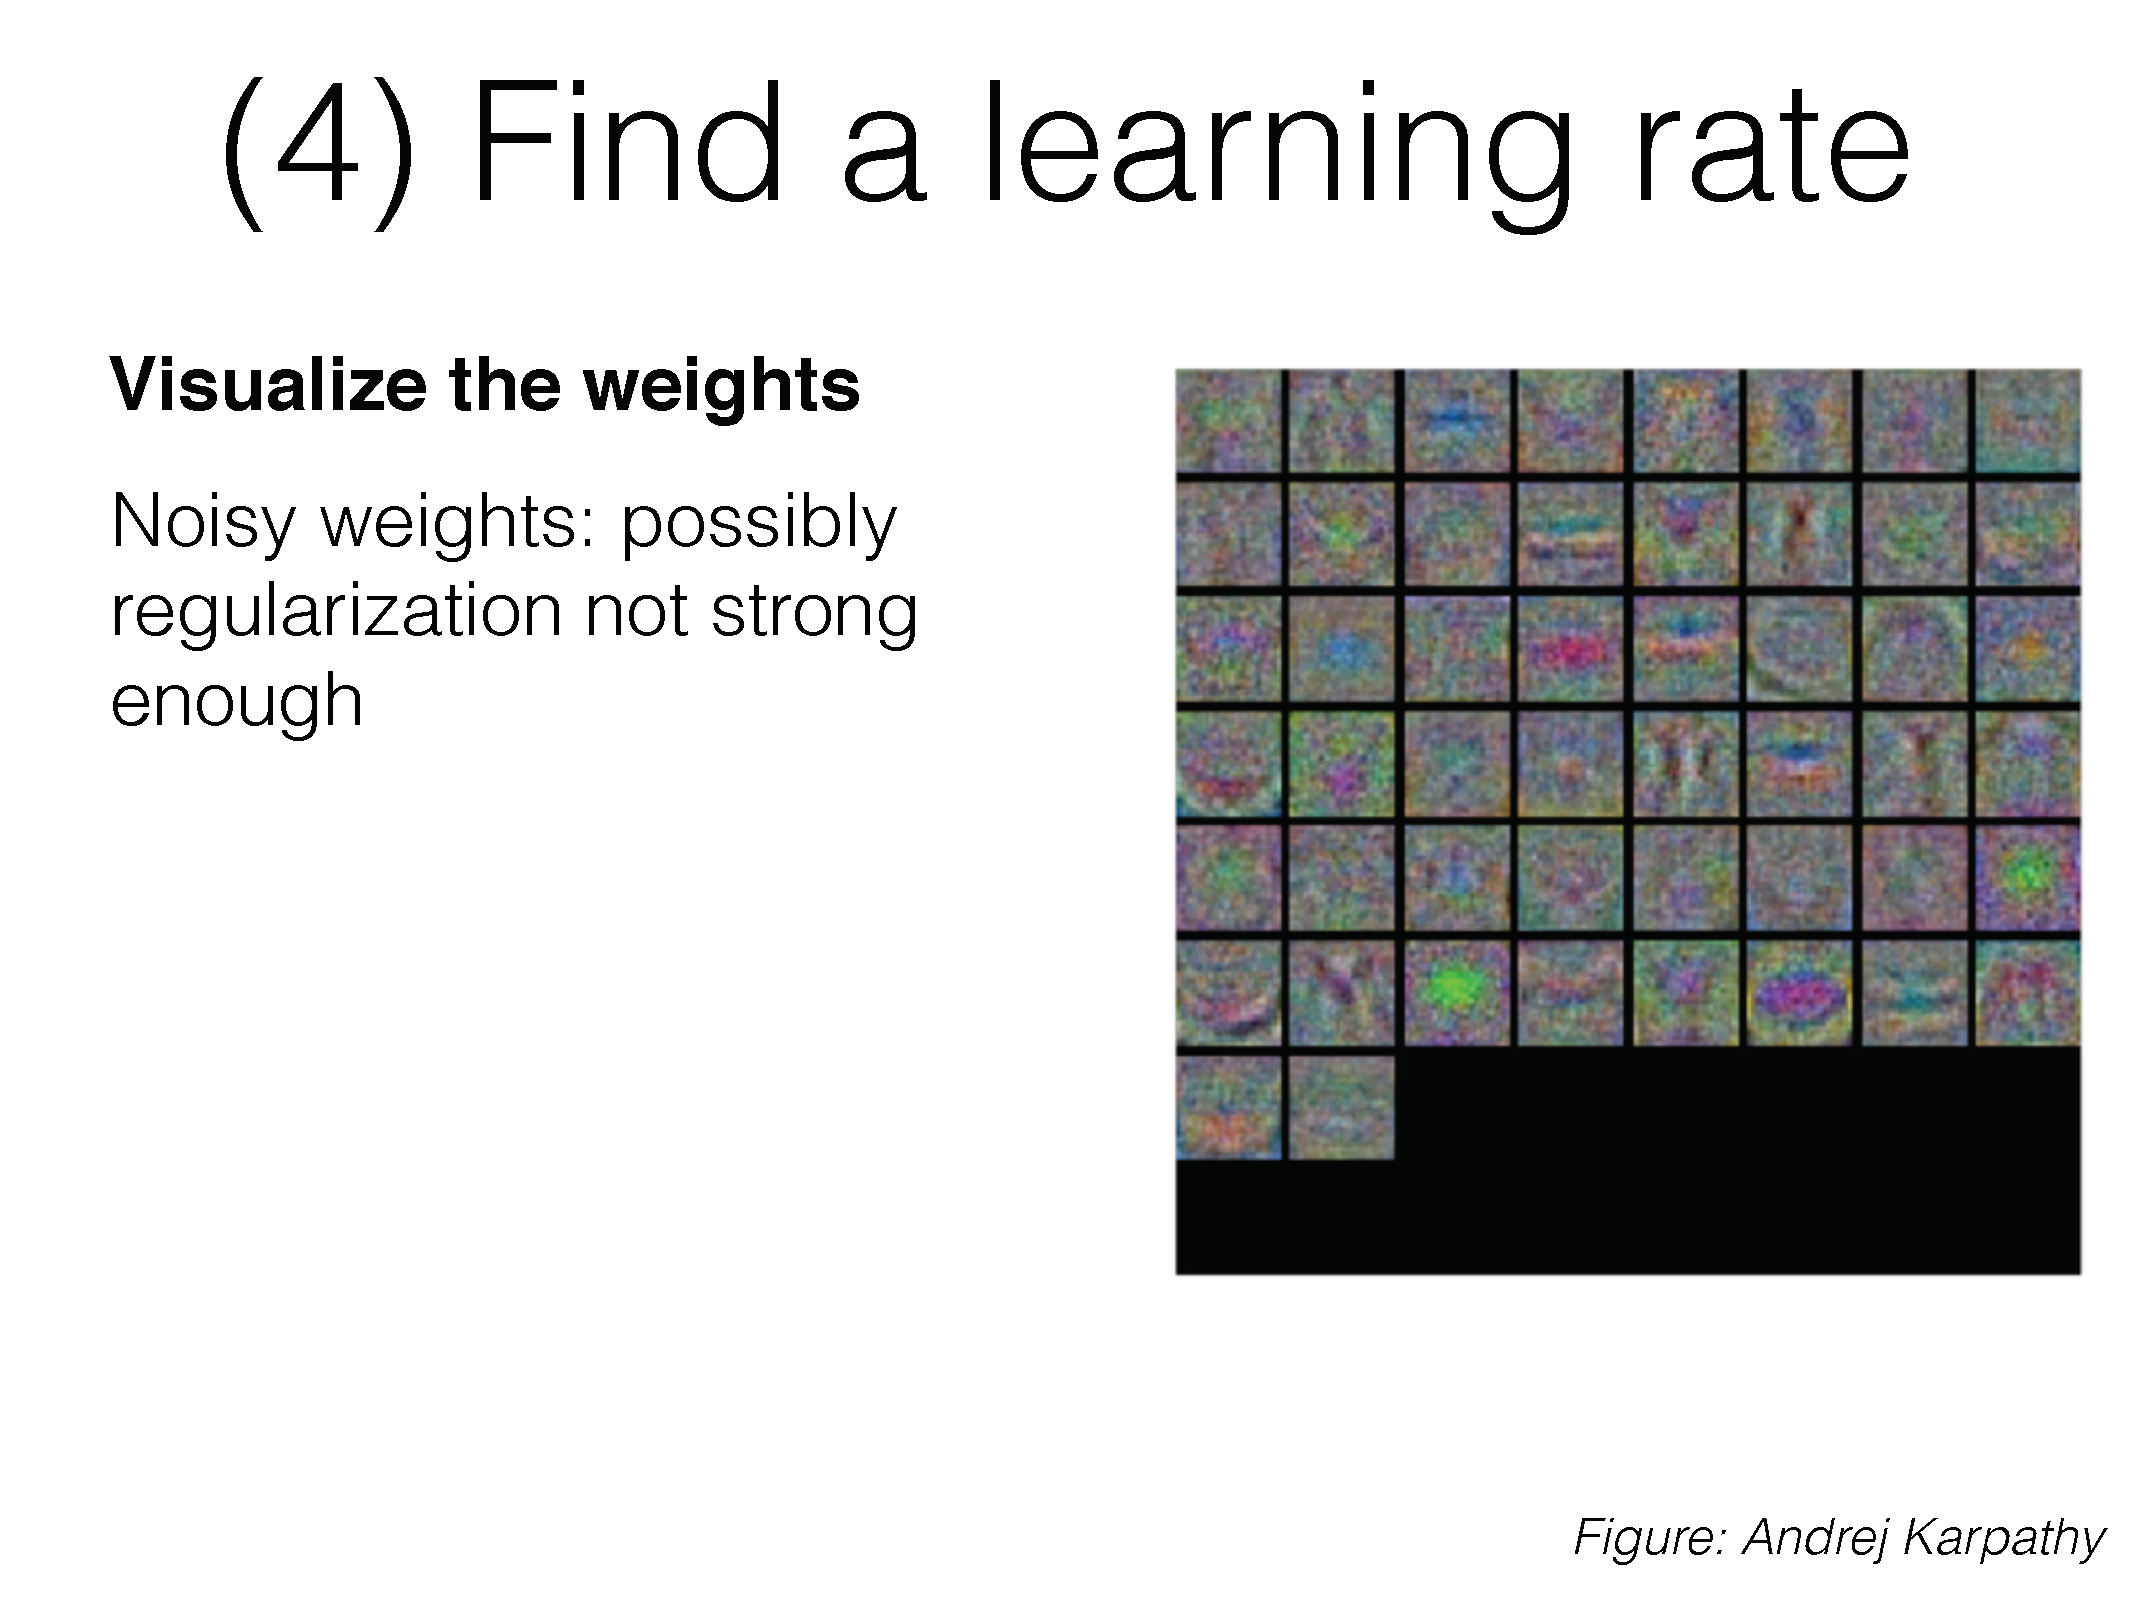 (4) Find a learning rate
Visualize the weights
Noisy weights: possibly
regularization not strong
enough
Figure: Andrej Karpathy